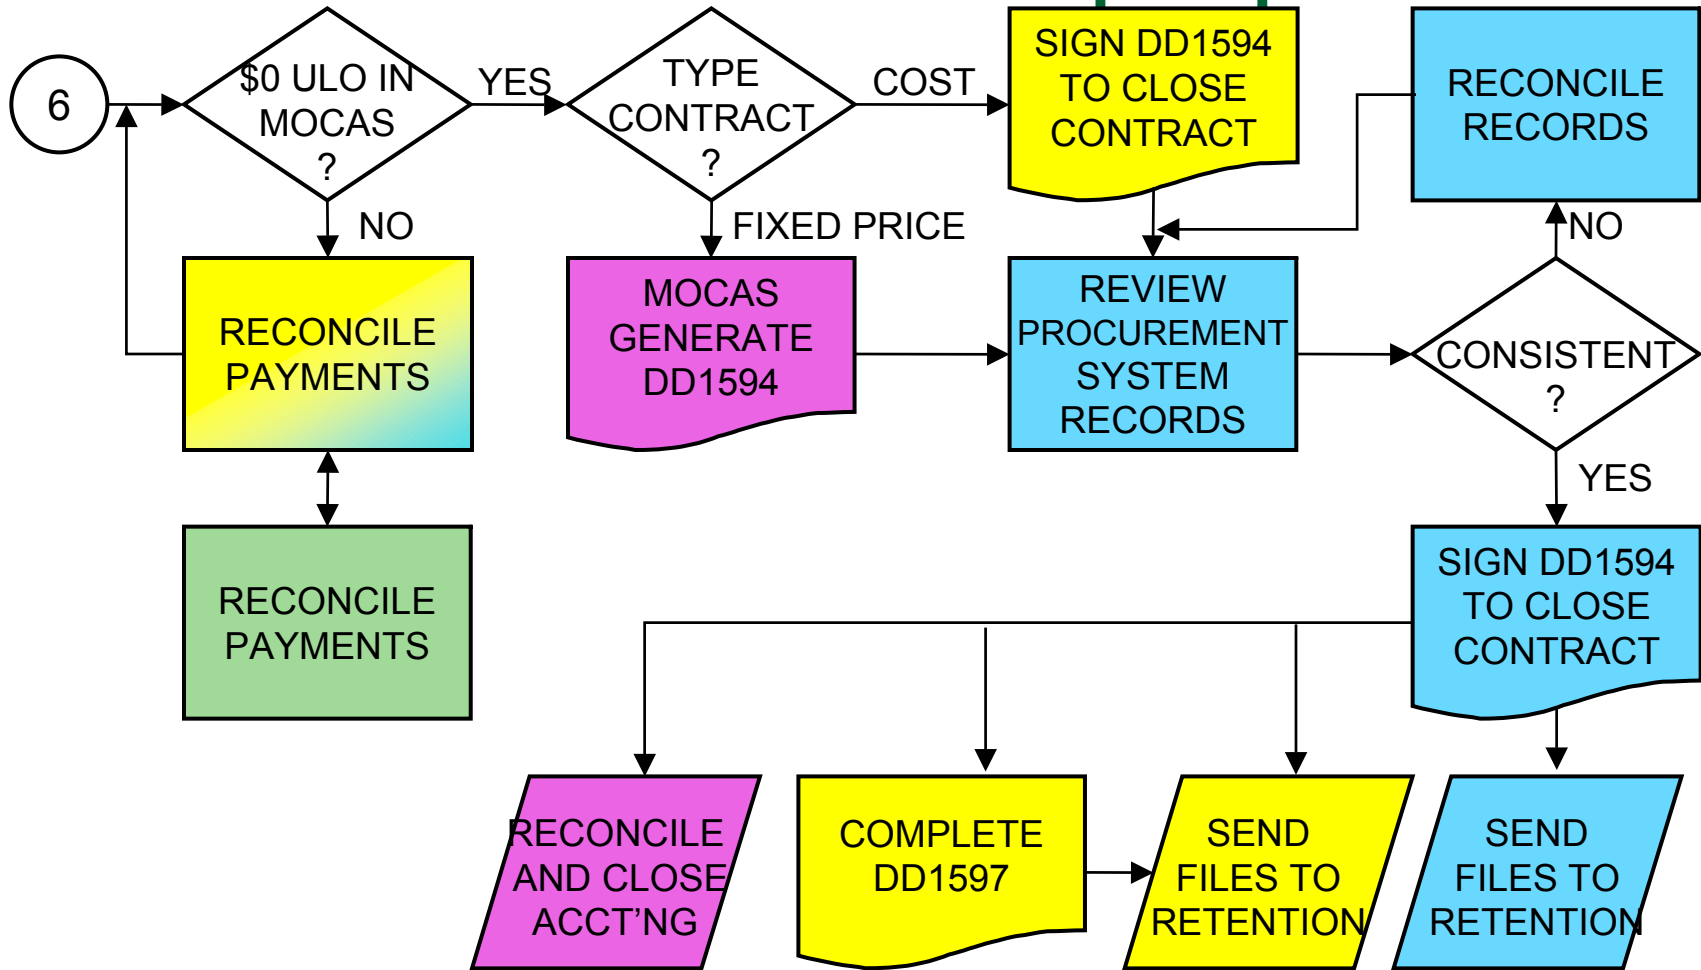 6
$0 ULO IN
MOCAS
?
YES
TYPE
CONTRACT
?
COST
SIGN DD1594
TO CLOSE
CONTRACT
RECONCILE
RECORDS
NO
FIXED PRICE
NO
RECONCILE
PAYMENTS
MOCAS
GENERATE
DD1594
REVIEW
PROCUREMENT
SYSTEM
RECORDS
CONSISTENT
?
YES
RECONCILE
PAYMENTS
SIGN DD1594
TO CLOSE
CONTRACT
RECONCILE
AND CLOSE
ACCT’NG
COMPLETE
DD1597
SEND
FILES TO
RETENTION
SEND
FILES TO
RETENTION